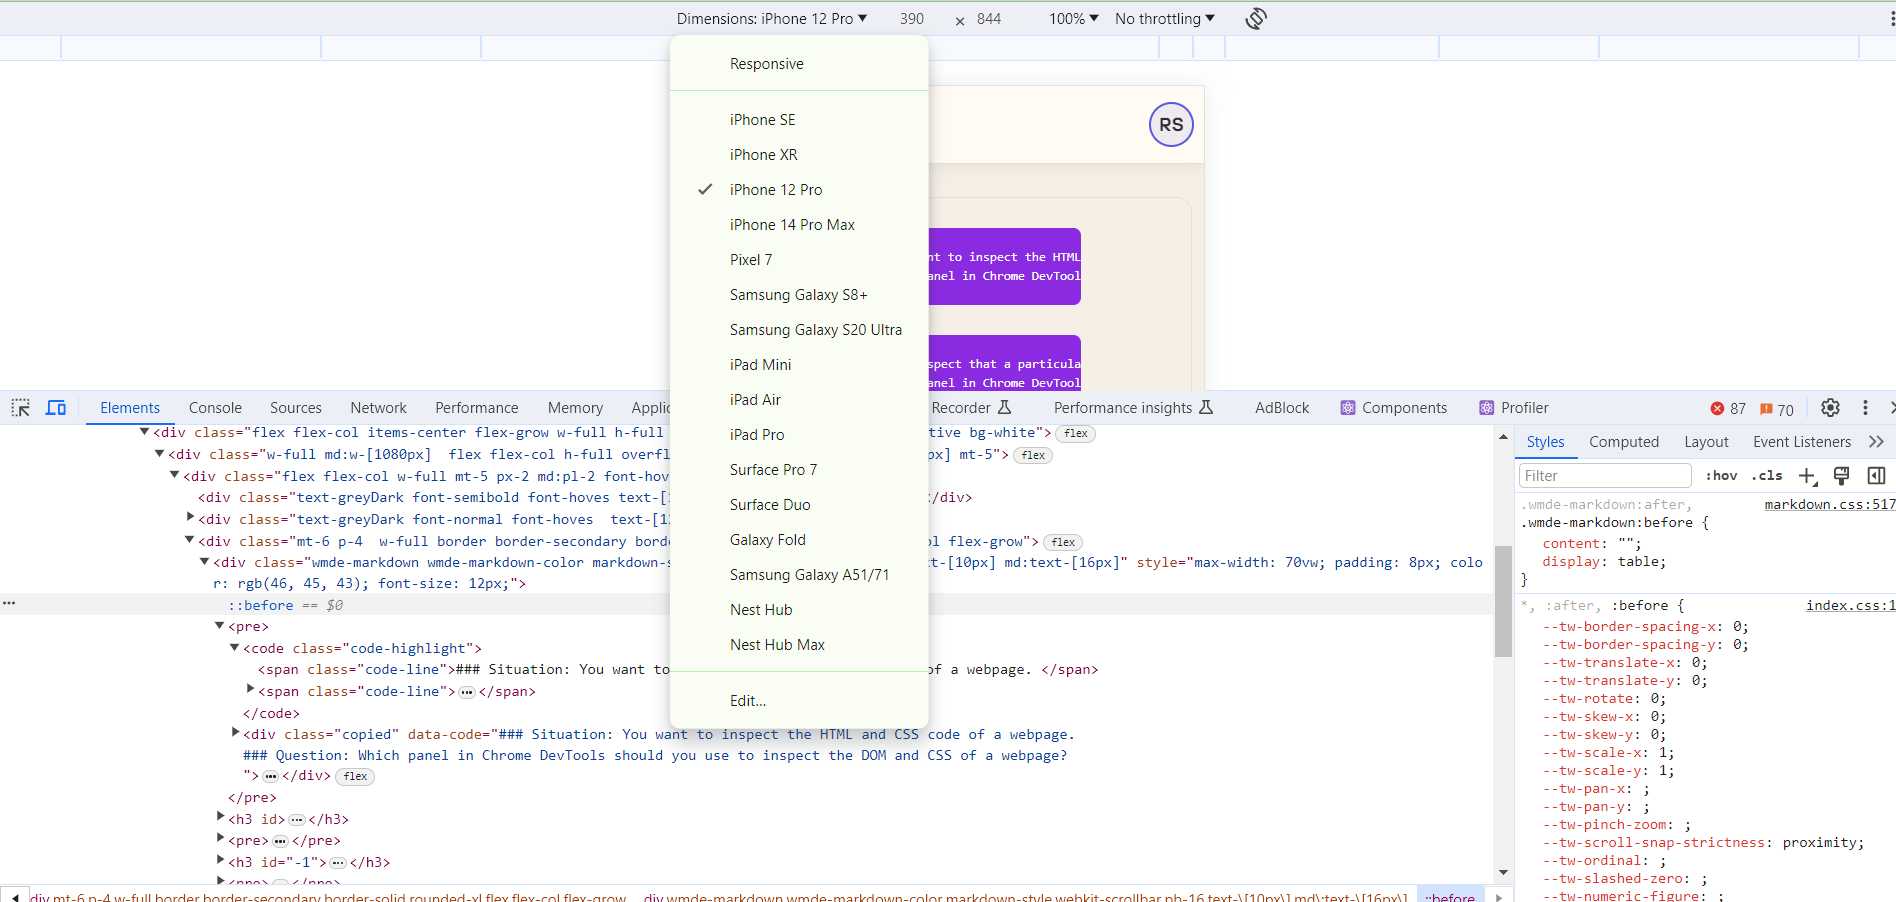 Dimensions: iPhone 12 Pro ▼ 390 × 844 100% ▼ No throttling ▼
Responsive
iPhone SE
iPhone XR
iPhone 12 Pro
iPhone 14 Pro Max
Pixel 7
Samsung Galaxy S8+
Samsung Galaxy S20 Ultra
iPad Mini
iPad Air
iPad Pro
Surface Pro 7
Surface Duo
Galaxy Fold
Samsung Galaxy A51/71
Nest Hub
Nest Hub Max
Edit...
RS
nt to inspect the HTML
anel in Chrome DevTool
spect that a particula
anel in Chrome DevTool
Elements Console Sources Network Performance Memory Applic Recorder Performance insights AdBlock Components Profiler 87 70
<div class="flex flex-col items-center flex-grow w-full h-full tive bg-white"> flex
<div class="w-full md:w-[1080px] flex flex-col h-full overfl px] mt-5"> flex
<div class="flex flex-col w-full mt-5 px-2 md:pl-2 font-hov
<div class="text-greyDark font-semibold font-hoves text-[1 </div>
<div class="text-greyDark font-normal font-hoves text-[12
<div class="mt-6 p-4 w-full border border-secondary borde ol flex-grow"> flex
<div class="wmde-markdown wmde-markdown-color markdown-s t-[10px] md:text-[16px]" style="max-width: 70vw; padding: 8px; colo
r: rgb(46, 45, 43); font-size: 12px;">
::before == $0
<pre>
<code class="code-highlight">
<span class="code-line">### Situation: You want to of a webpage. </span>
<span class="code-line">…</span>
</code>
<div class="copied" data-code="### Situation: You want to inspect the HTML and CSS code of a webpage.
### Question: Which panel in Chrome DevTools should you use to inspect the DOM and CSS of a webpage?
">…</div> flex
</pre>
<h3 id>…</h3>
<pre>…</pre>
<h3 id="-1">…</h3>
<pre>…</pre>
div.mt-6.p-4.w-full.border.border-secondary.border-solid.rounded-xl.flex.flex-col.flex-grow div.wmde-markdown.wmde-markdown-color.markdown-style.webkit-scrollbar.pb-16.text-\[10px\].md\:text-\[16px\] ::before
Styles Computed Layout Event Listeners
Filter :hov .cls
.wmde-markdown:after, markdown.css:517
.wmde-markdown:before {
content: "";
display: table;
}
*, :after, :before { index.css:1
--tw-border-spacing-x: 0;
--tw-border-spacing-y: 0;
--tw-translate-x: 0;
--tw-translate-y: 0;
--tw-rotate: 0;
--tw-skew-x: 0;
--tw-skew-y: 0;
--tw-scale-x: 1;
--tw-scale-y: 1;
--tw-pan-x: ;
--tw-pan-y: ;
--tw-pinch-zoom: ;
--tw-scroll-snap-strictness: proximity;
--tw-ordinal: ;
--tw-slashed-zero: ;
--tw-numeric-figure: ;